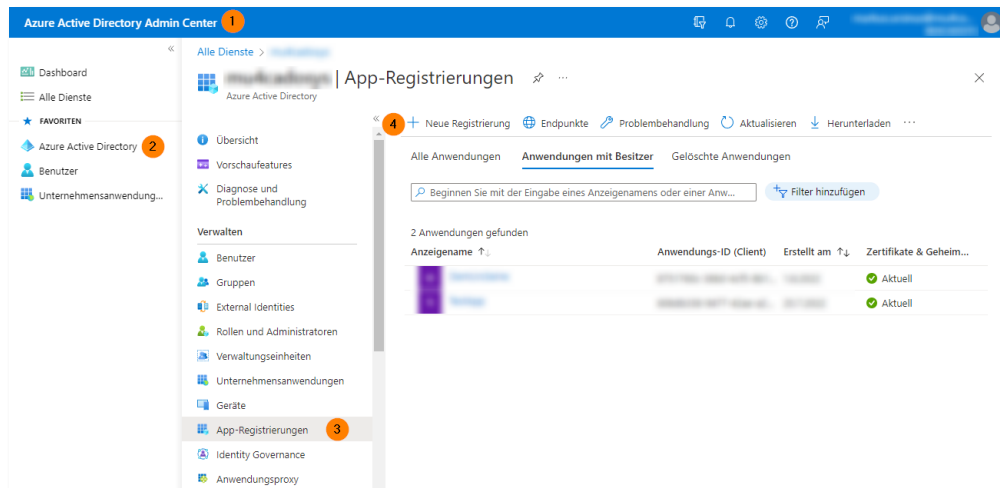 Azure Active Directory Admin Center 1
Dashboard
Alle Dienste
FAVORITEN
Azure Active Directory 2
Benutzer
Unternehmensanwendung...
Alle Dienste >
| App-Registrierungen
Azure Active Directory
Übersicht
Vorschaufeatures
Diagnose und
Problembehandlung
Verwalten
Benutzer
Gruppen
External Identities
Rollen und Administratoren
Verwaltungseinheiten
Unternehmensanwendungen
Geräte
App-Registrierungen 3
Identity Governance
Anwendungsproxy
4 Neue Registrierung Endpunkte Problembehandlung Aktualisieren Herunterladen ...
Alle Anwendungen Anwendungen mit Besitzer Gelöschte Anwendungen
Beginnen Sie mit der Eingabe eines Anzeigenamens oder einer Anw... Filter hinzufügen
2 Anwendungen gefunden
Anzeigename ↑↓ Anwendungs-ID (Client) Erstellt am ↑↓ Zertifikate & Geheim...
Aktuell
Aktuell